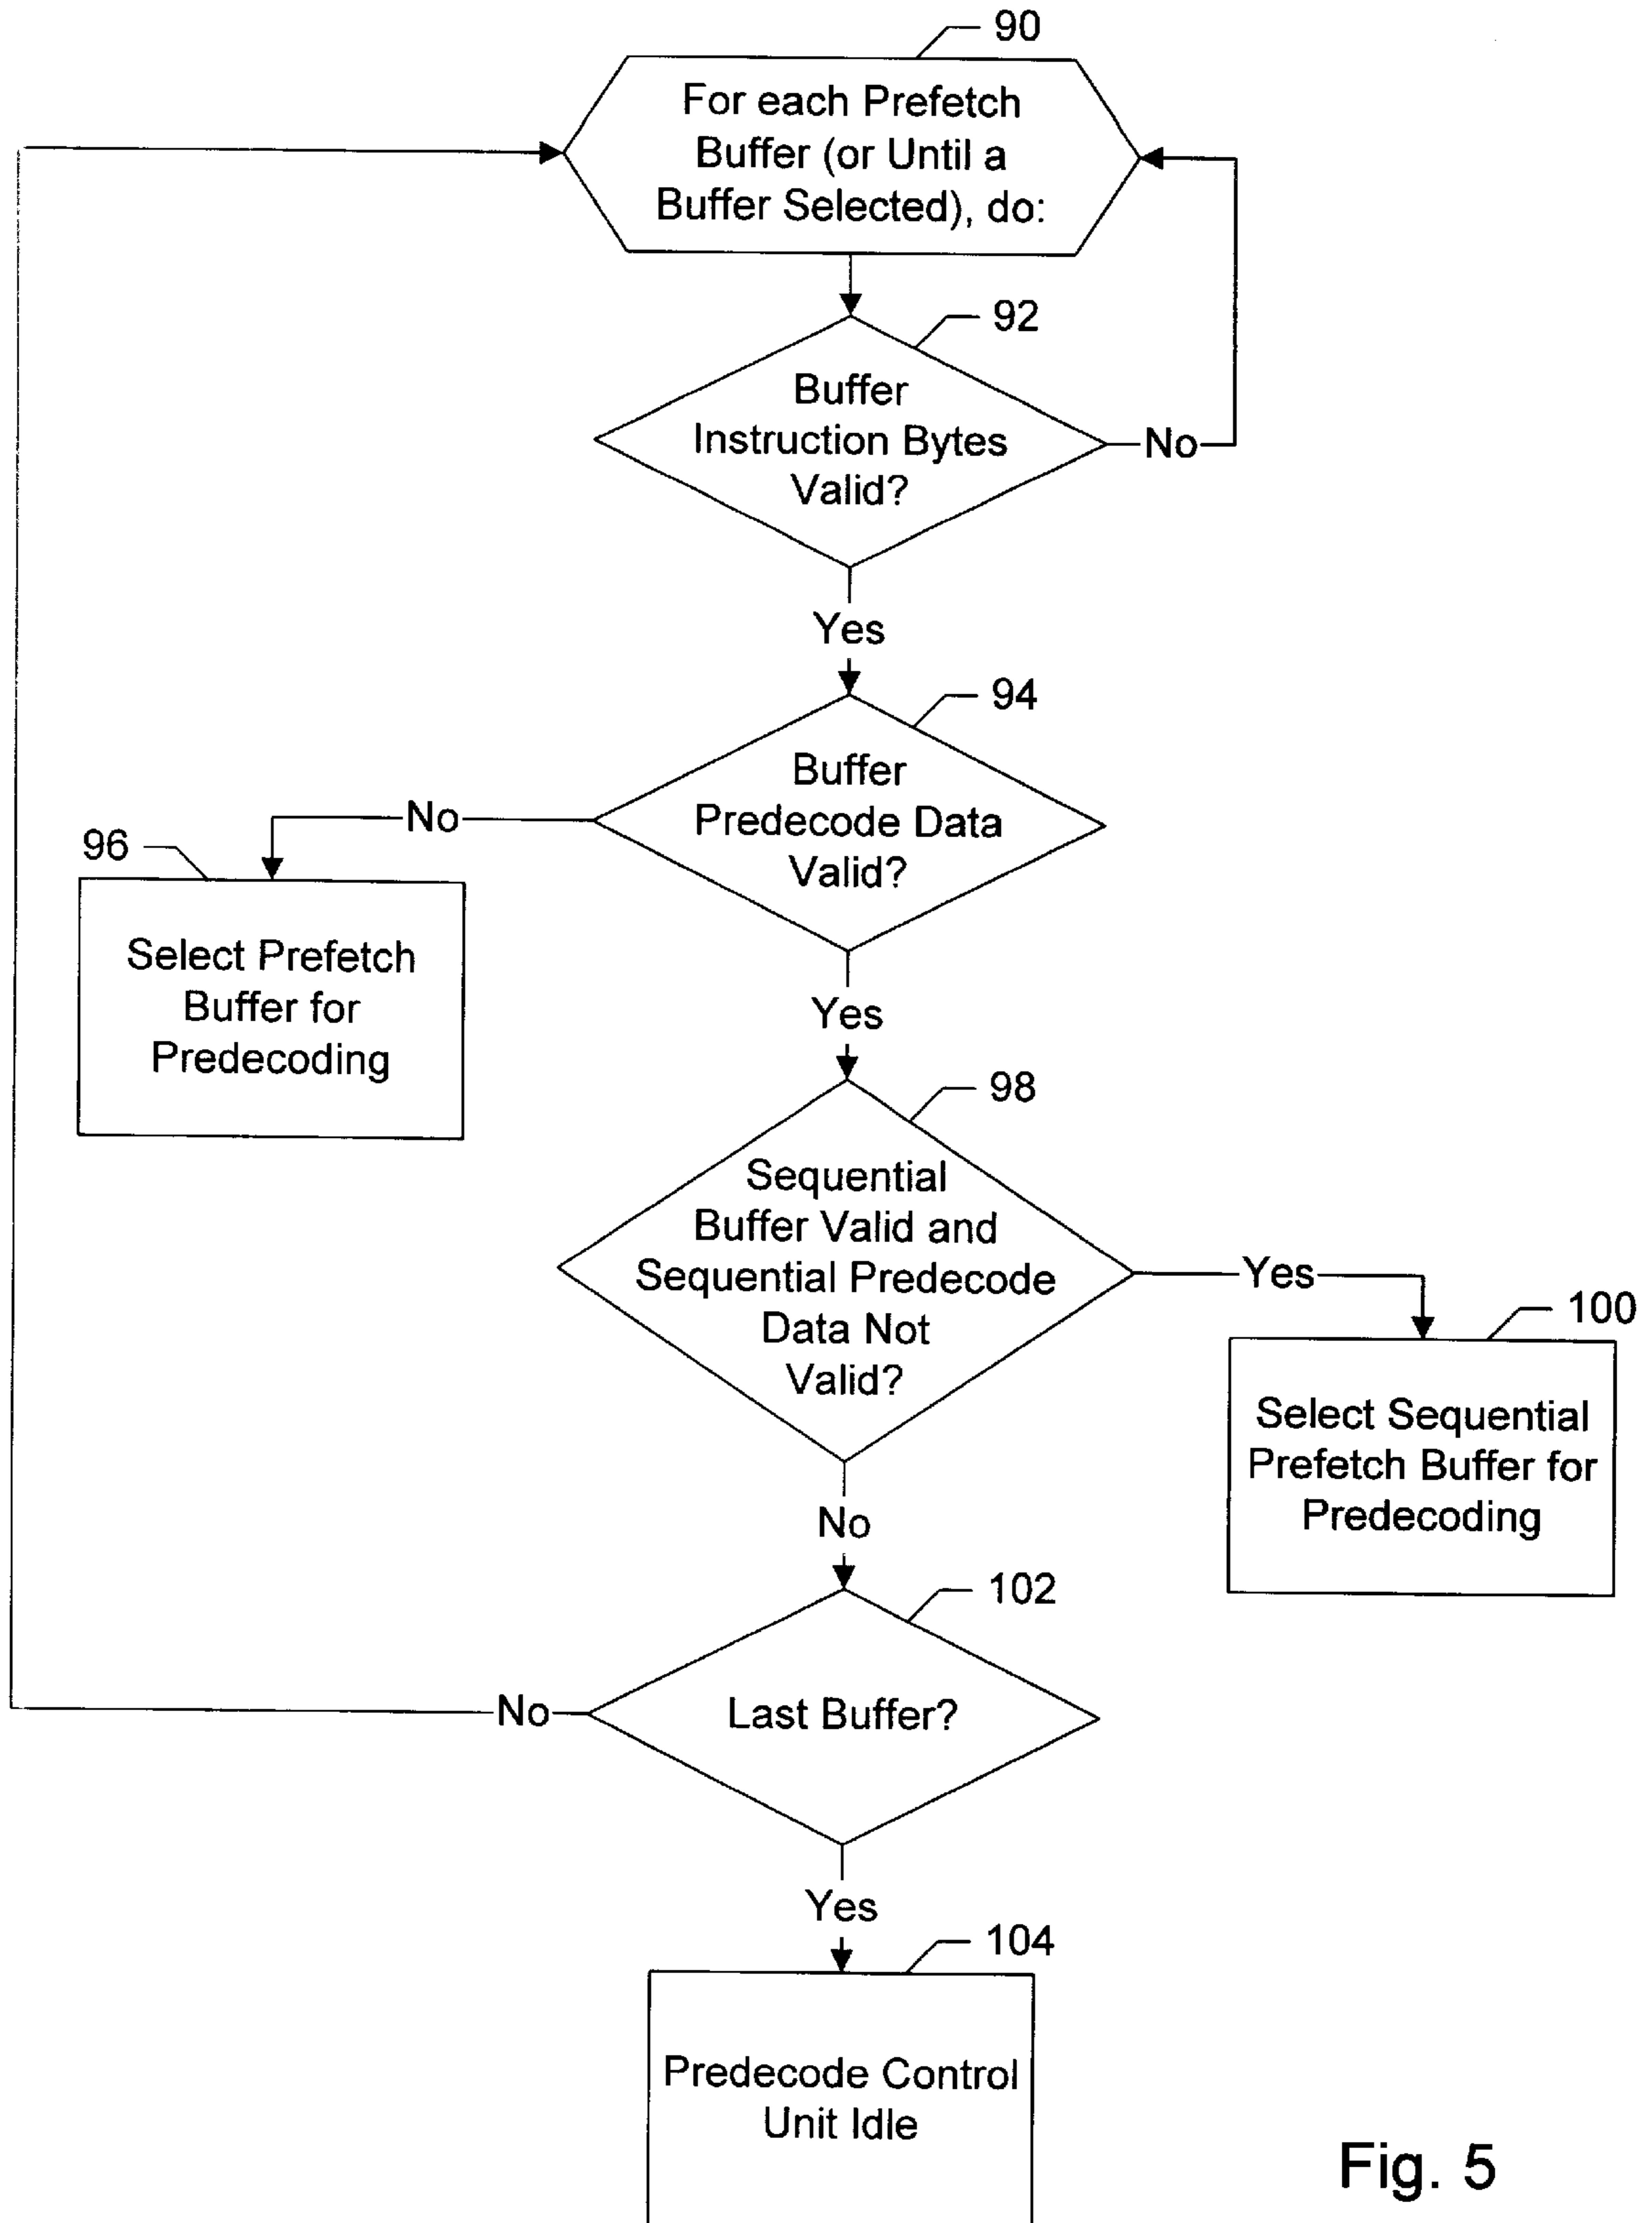 90
For each Prefetch
Buffer (or Until a
Buffer Selected), do:
92
Buffer
Instruction Bytes
Valid?
No
Yes
94
Buffer
Predecode Data
Valid?
No
96
Select Prefetch
Buffer for
Predecoding
Yes
98
Sequential
Buffer Valid and
Sequential Predecode
Data Not
Valid?
Yes
100
Select Sequential
Prefetch Buffer for
Predecoding
No
102
Last Buffer?
No
Yes
104
Predecode Control
Unit Idle
Fig. 5